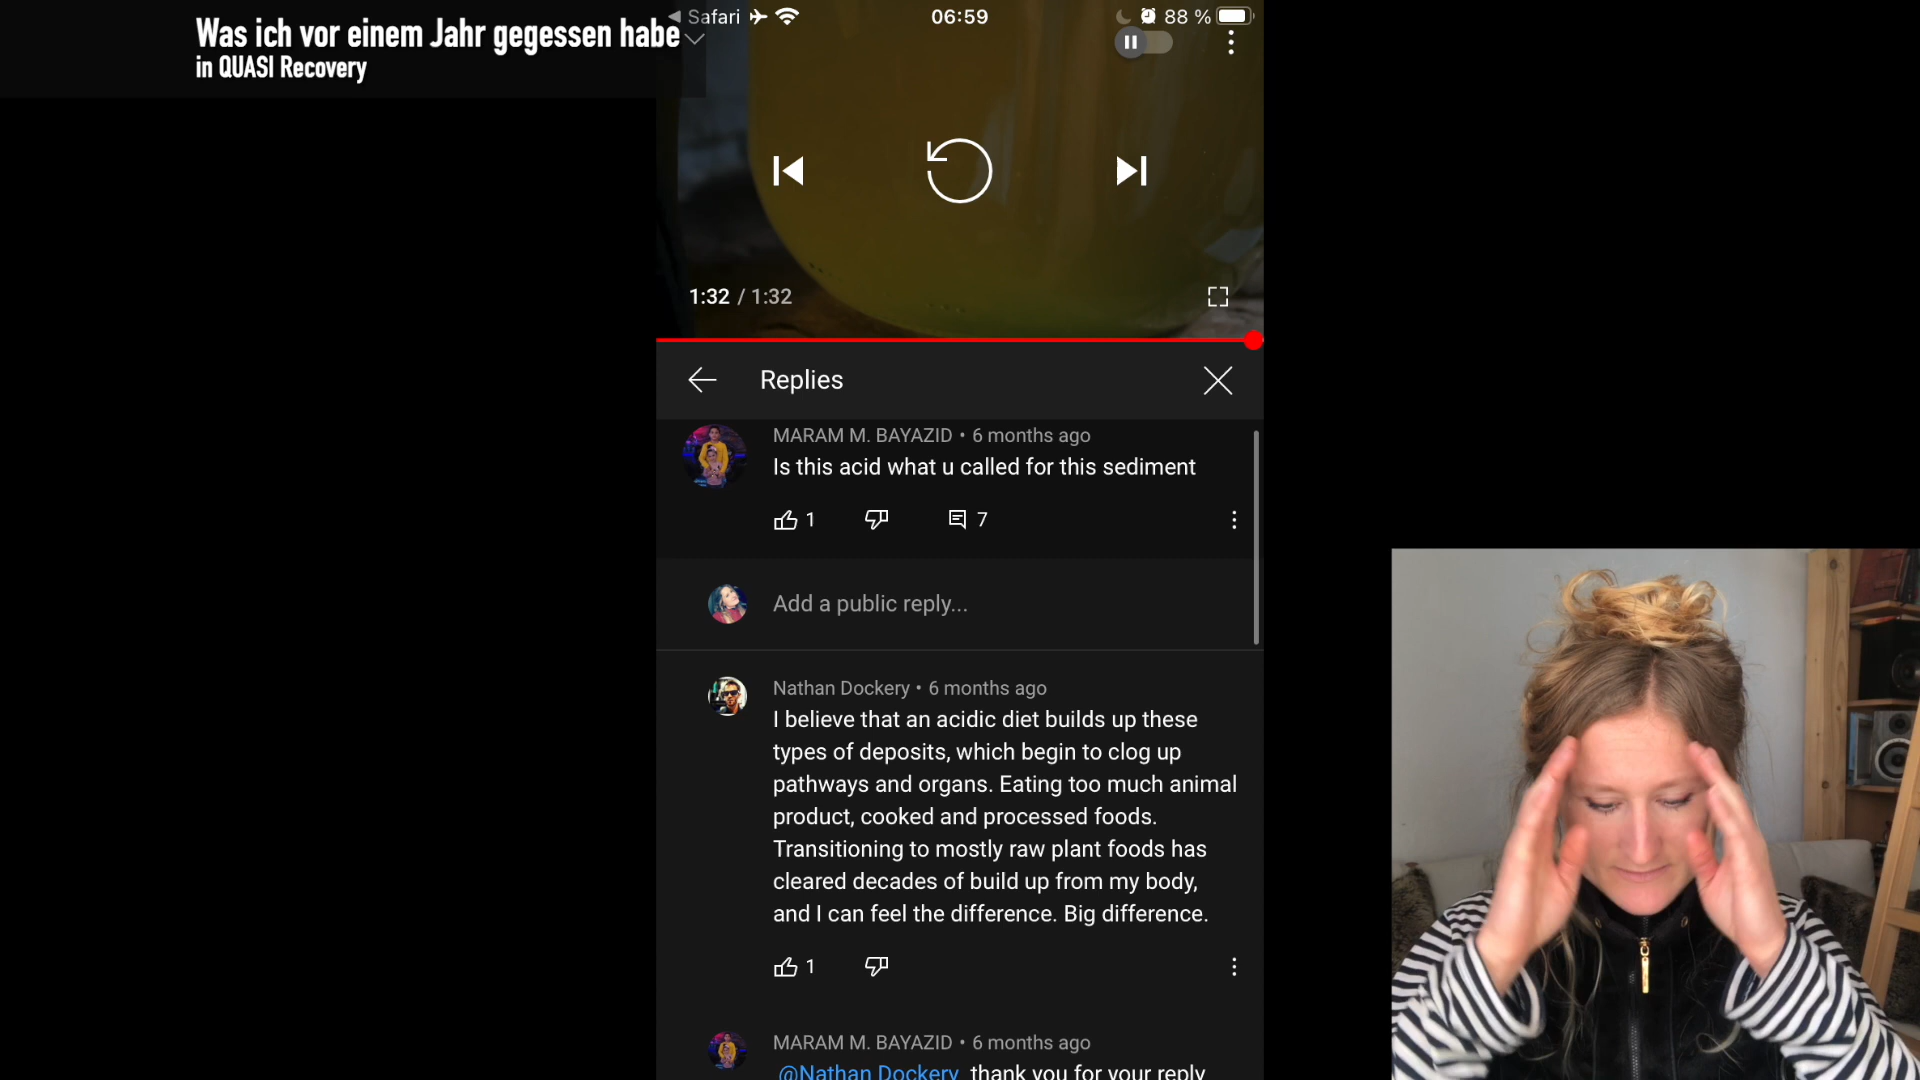 Was ich vor einem Jahr gegessen habe
in QUASI Recovery
Safari
06:59
88 %
1:32 / 1:32
Replies
MARAM M. BAYAZID • 6 months ago
Is this acid what u called for this sediment
1
7
Add a public reply...
Nathan Dockery • 6 months ago
I believe that an acidic diet builds up these
types of deposits, which begin to clog up
pathways and organs. Eating too much animal
product, cooked and processed foods.
Transitioning to mostly raw plant foods has
cleared decades of build up from my body,
and I can feel the difference. Big difference.
1
MARAM M. BAYAZID • 6 months ago
@Nathan Dockery thank you for your reply